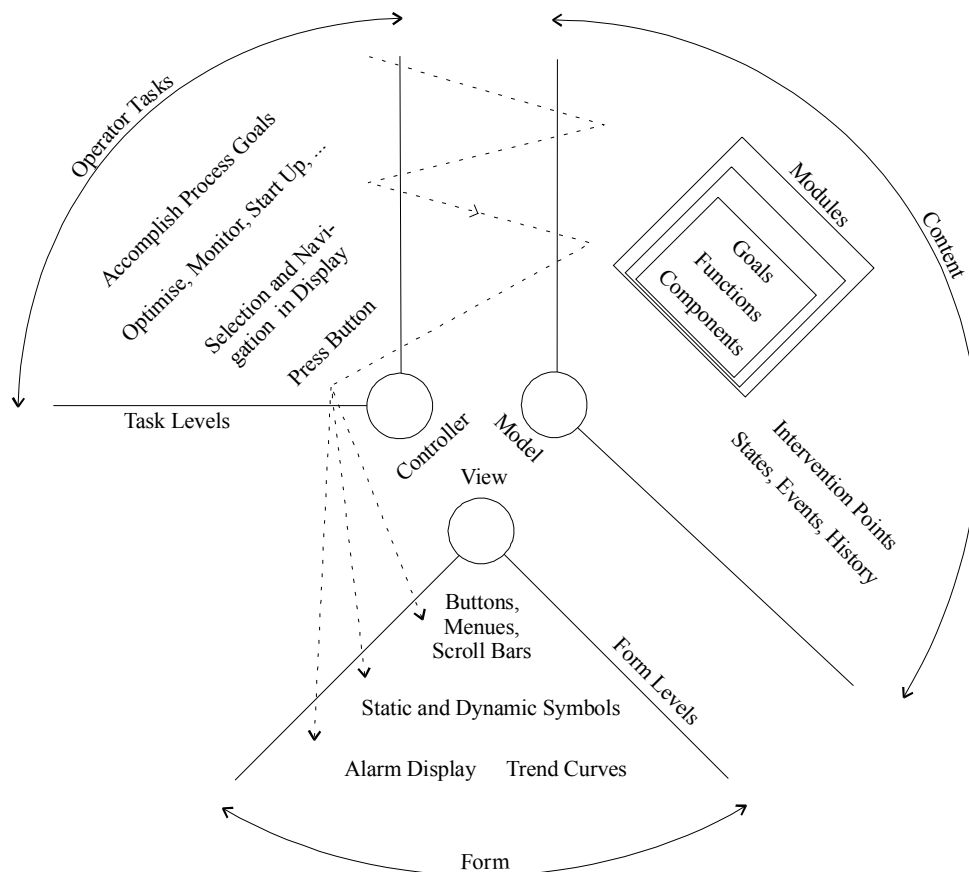 Operator Tasks
Accomplish Process Goals
Optimise, Monitor, Start Up, ...
Selection and Navi-
gation in Display
Press Button
Task Levels
Controller
Model
View
Modules
Goals
Functions
Components
Content
Intervention Points
States, Events, History
Buttons,
Menues,
Scroll Bars
Form Levels
Static and Dynamic Symbols
Alarm Display
Trend Curves
Form